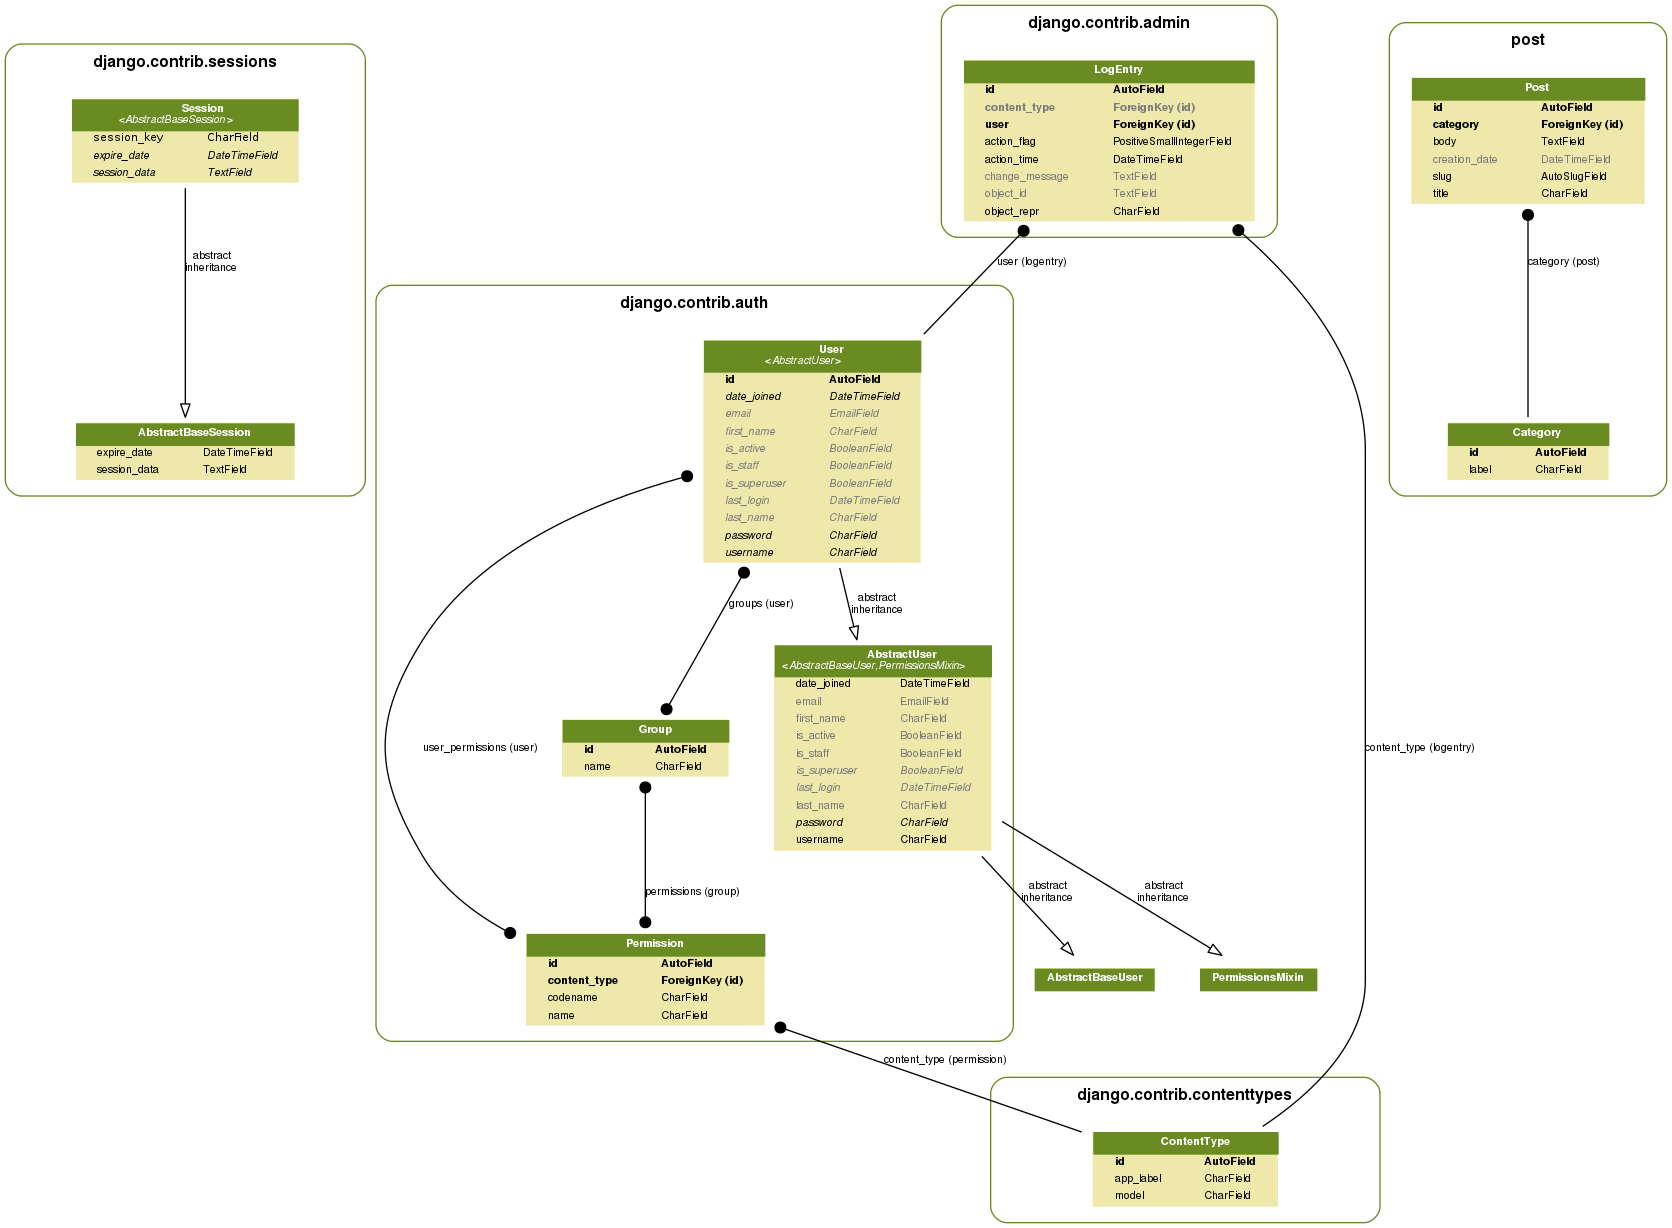 django.contrib.sessions
Session
<AbstractBaseSession>
session_key CharField
expire_date DateTimeField
session_data TextField
abstract
inheritance
AbstractBaseSession
expire_date DateTimeField
session_data TextField
django.contrib.admin
LogEntry
id AutoField
content_type ForeignKey (id)
user ForeignKey (id)
action_flag PositiveSmallIntegerField
action_time DateTimeField
change_message TextField
object_id TextField
object_repr CharField
user (logentry)
post
Post
id AutoField
category ForeignKey (id)
body TextField
creation_date DateTimeField
slug AutoSlugField
title CharField
category (post)
Category
id AutoField
label CharField
django.contrib.auth
User
<AbstractUser>
id AutoField
date_joined DateTimeField
email EmailField
first_name CharField
is_active BooleanField
is_staff BooleanField
is_superuser BooleanField
last_login DateTimeField
last_name CharField
password CharField
username CharField
groups (user)
abstract
inheritance
AbstractUser
<AbstractBaseUser,PermissionsMixin>
date_joined DateTimeField
email EmailField
first_name CharField
is_active BooleanField
is_staff BooleanField
is_superuser BooleanField
last_login DateTimeField
last_name CharField
password CharField
username CharField
Group
id AutoField
name CharField
user_permissions (user)
content_type (logentry)
permissions (group)
abstract
inheritance
abstract
inheritance
Permission
id AutoField
content_type ForeignKey (id)
codename CharField
name CharField
AbstractBaseUser
PermissionsMixin
content_type (permission)
django.contrib.contenttypes
ContentType
id AutoField
app_label CharField
model CharField